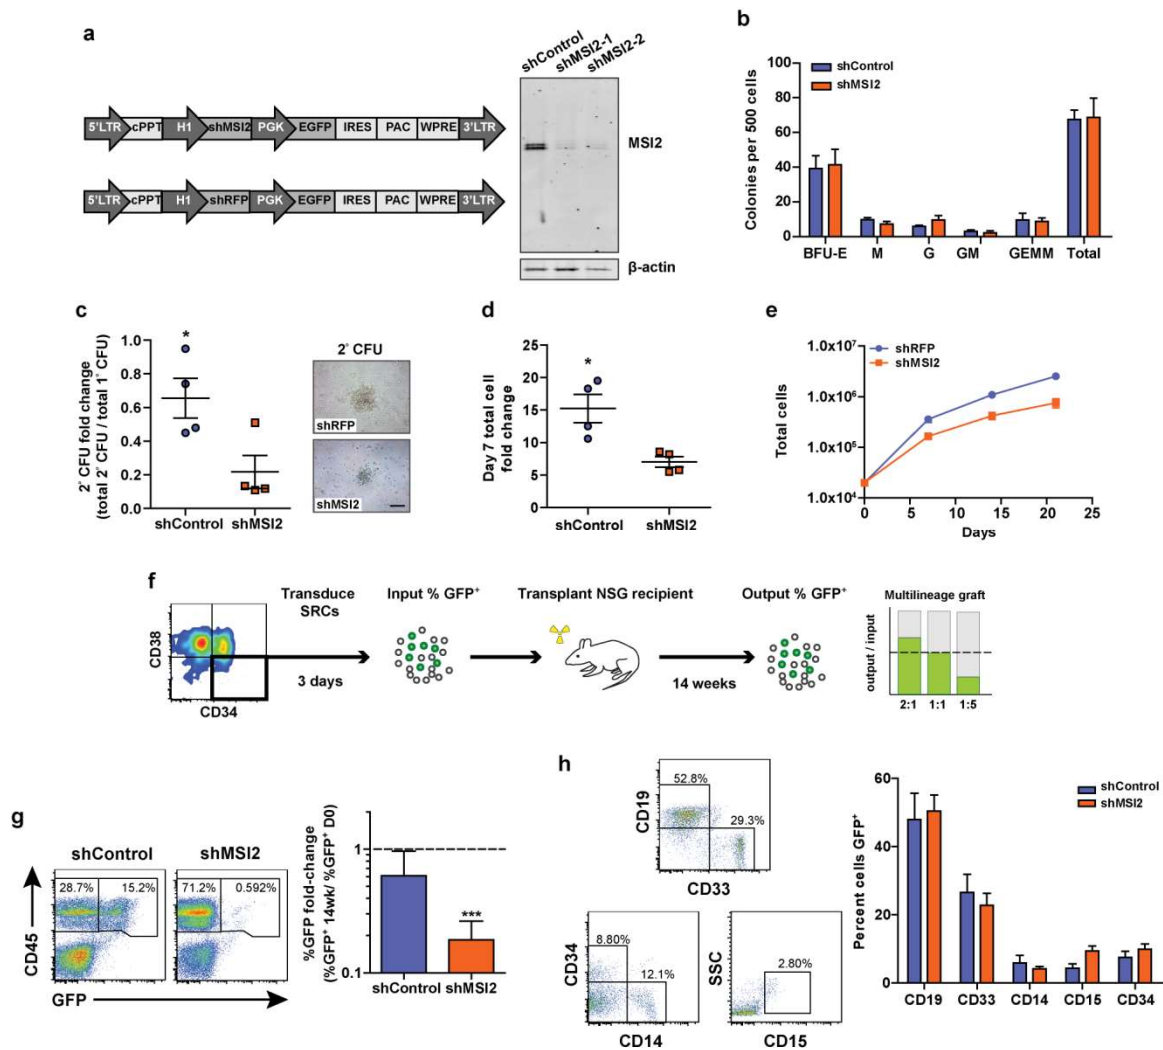 a
5'LTR cPPT H1 shMSI2 PGK EGFP IRES PAC WPRE 3'LTR
5'LTR cPPT H1 shRFP PGK EGFP IRES PAC WPRE 3'LTR
shControl
shMSI2-1
shMSI2-2
MSI2
β-actin
b
shControl
shMSI2
Colonies per 500 cells
100
80
60
40
20
0
BFU-E M G GM GEMM Total
c
2˚ CFU fold change
(total 2˚ CFU / total 1˚ CFU)
1.0
0.8
0.6
0.4
0.2
0.0
*
shControl shMSI2
2˚ CFU
shRFP
shMSI2
d
Day 7 total cell
fold change
25
20
15
10
5
0
*
shControl shMSI2
e
shRFP
shMSI2
Total cells
1.0x10⁷
1.0x10⁶
1.0x10⁵
1.0x10⁴
0 5 10 15 20 25
Days
f
CD38
CD34
Transduce
SRCs
3 days
Input % GFP⁺
Transplant NSG recipient
14 weeks
Output % GFP⁺
Multilineage graft
output / input
2:1 1:1 1:5
g
shControl shMSI2
28.7% 15.2% 71.2% 0.592%
CD45
GFP
%GFP fold-change
(%GFP⁺ 14wk/ %GFP⁺ D0)
1
0.1
***
shControl shMSI2
h
52.8%
29.3%
CD19
CD33
8.80%
12.1%
CD34
CD14
2.80%
SSC
CD15
shControl
shMSI2
Percent cells GFP⁺
60
40
20
0
CD19 CD33 CD14 CD15 CD34